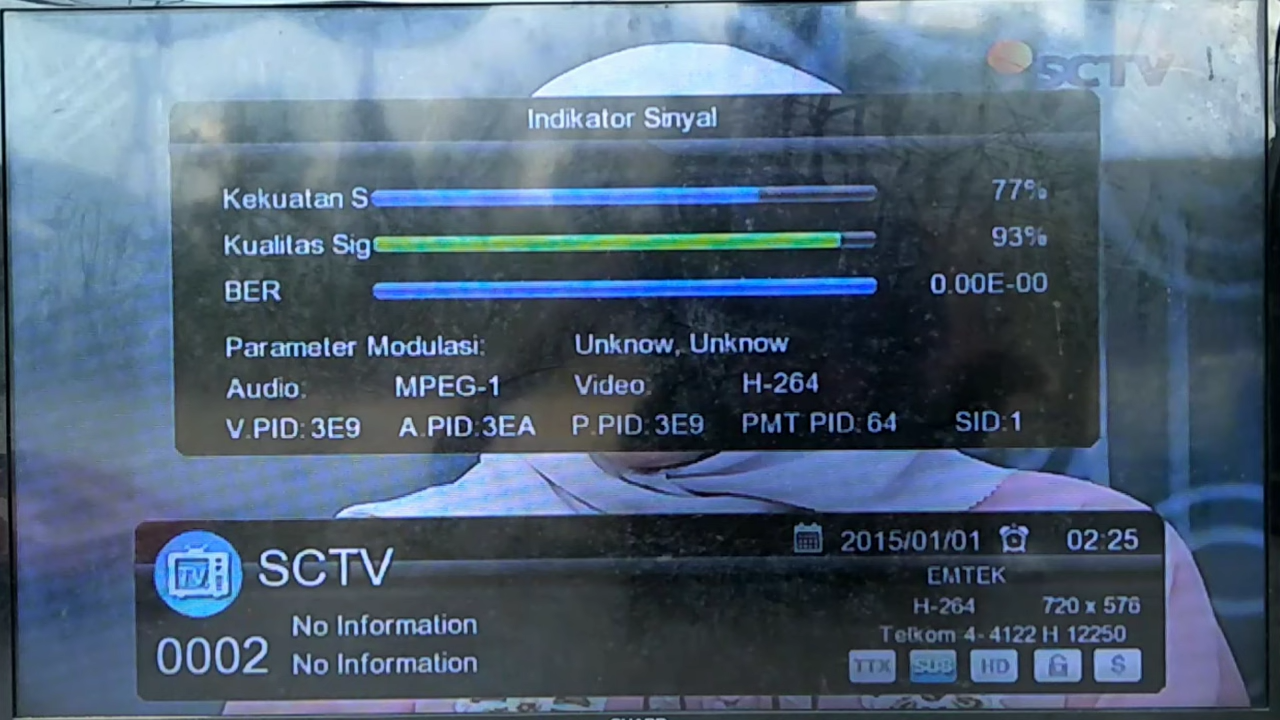 SCTV
Indikator Sinyal
Kekuatan S 77%
Kualitas Sig 93%
BER 0.00E-00
Parameter Modulasi: Unknow, Unknow
Audio: MPEG-1 Video: H-264
V.PID:3E9 A.PID:3EA P.PID:3E9 PMT PID:64 SID:1
2015/01/01 02:25
TV SCTV
EMTEK
H-264 720 x 576
No Information
Telkom 4-4122 H 12250
0002 No Information
TTX SUB HD $